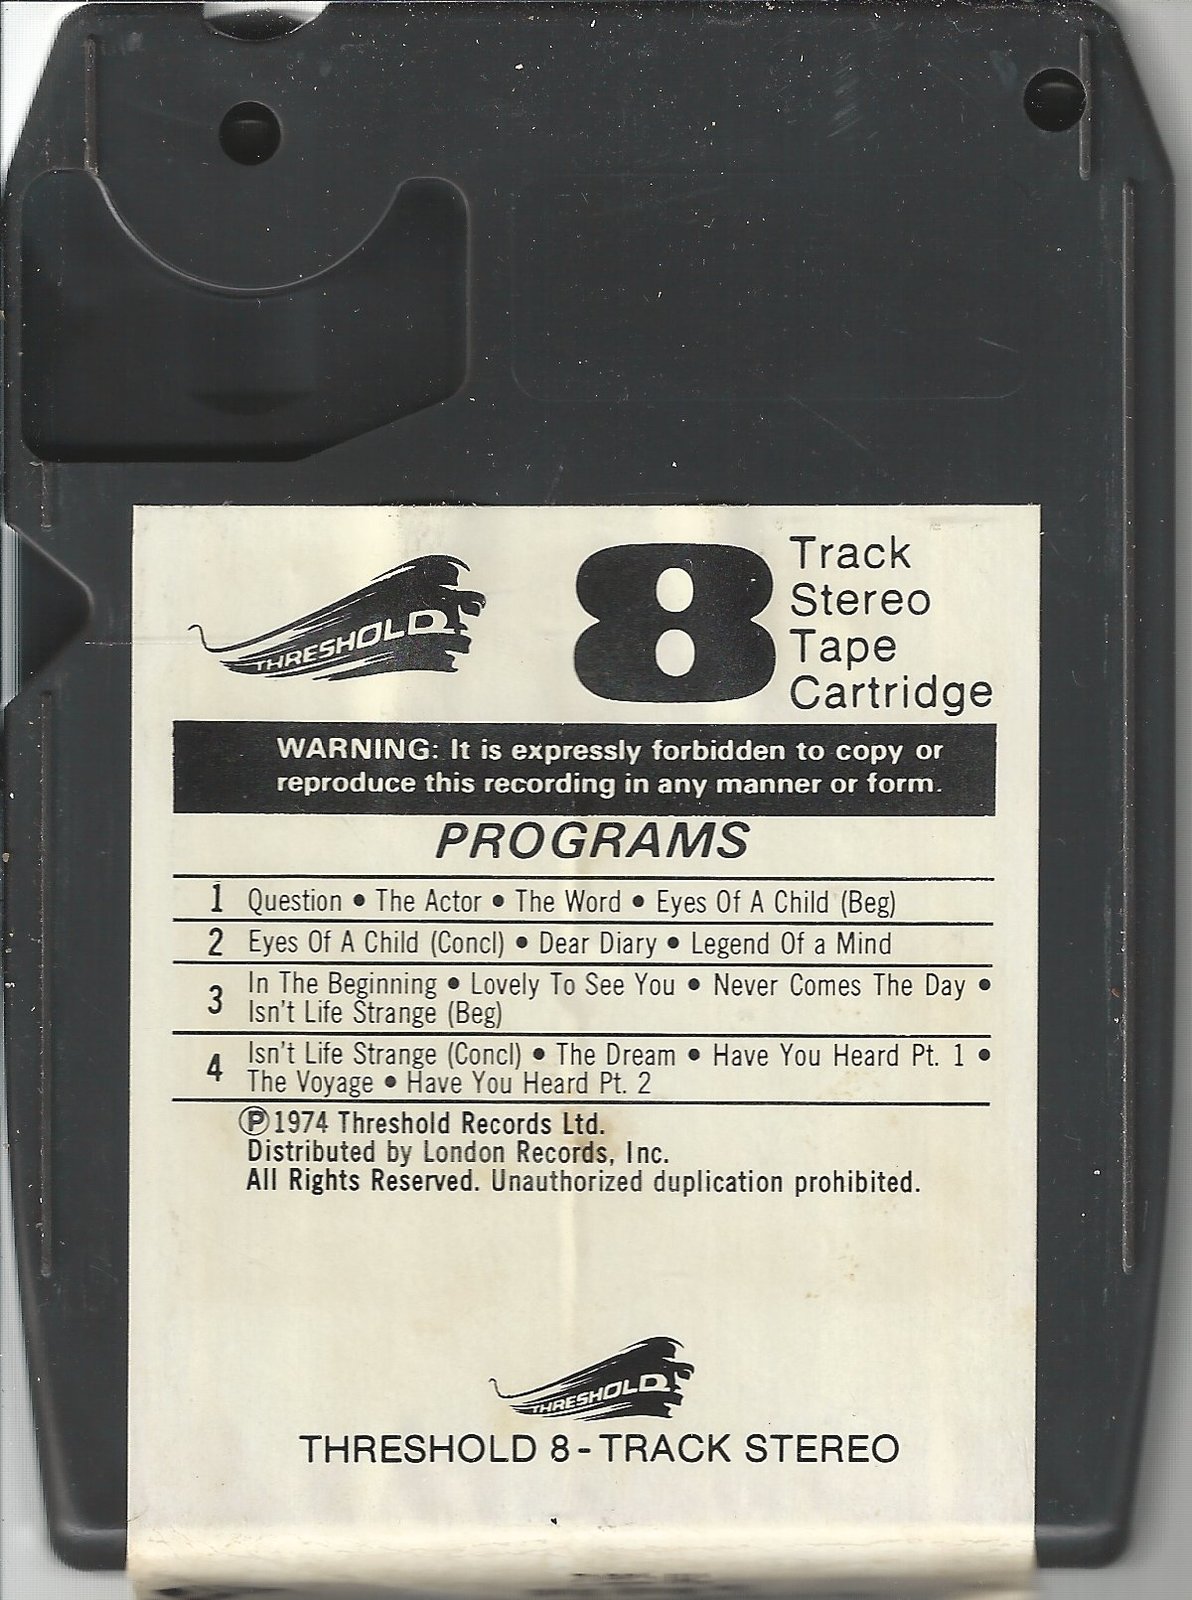 THRESHOLD
8
Track
Stereo
Tape
Cartridge
WARNING: It is expressly forbidden to copy or
reproduce this recording in any manner or form.
PROGRAMS
1 Question • The Actor • The Word • Eyes Of A Child (Beg)
2 Eyes Of A Child (Concl) • Dear Diary • Legend Of a Mind
3 In The Beginning • Lovely To See You • Never Comes The Day •
Isn't Life Strange (Beg)
4 Isn't Life Strange (Concl) • The Dream • Have You Heard Pt. 1 •
The Voyage • Have You Heard Pt. 2
Ⓟ1974 Threshold Records Ltd.
Distributed by London Records, Inc.
All Rights Reserved. Unauthorized duplication prohibited.
THRESHOLD
THRESHOLD 8-TRACK STEREO